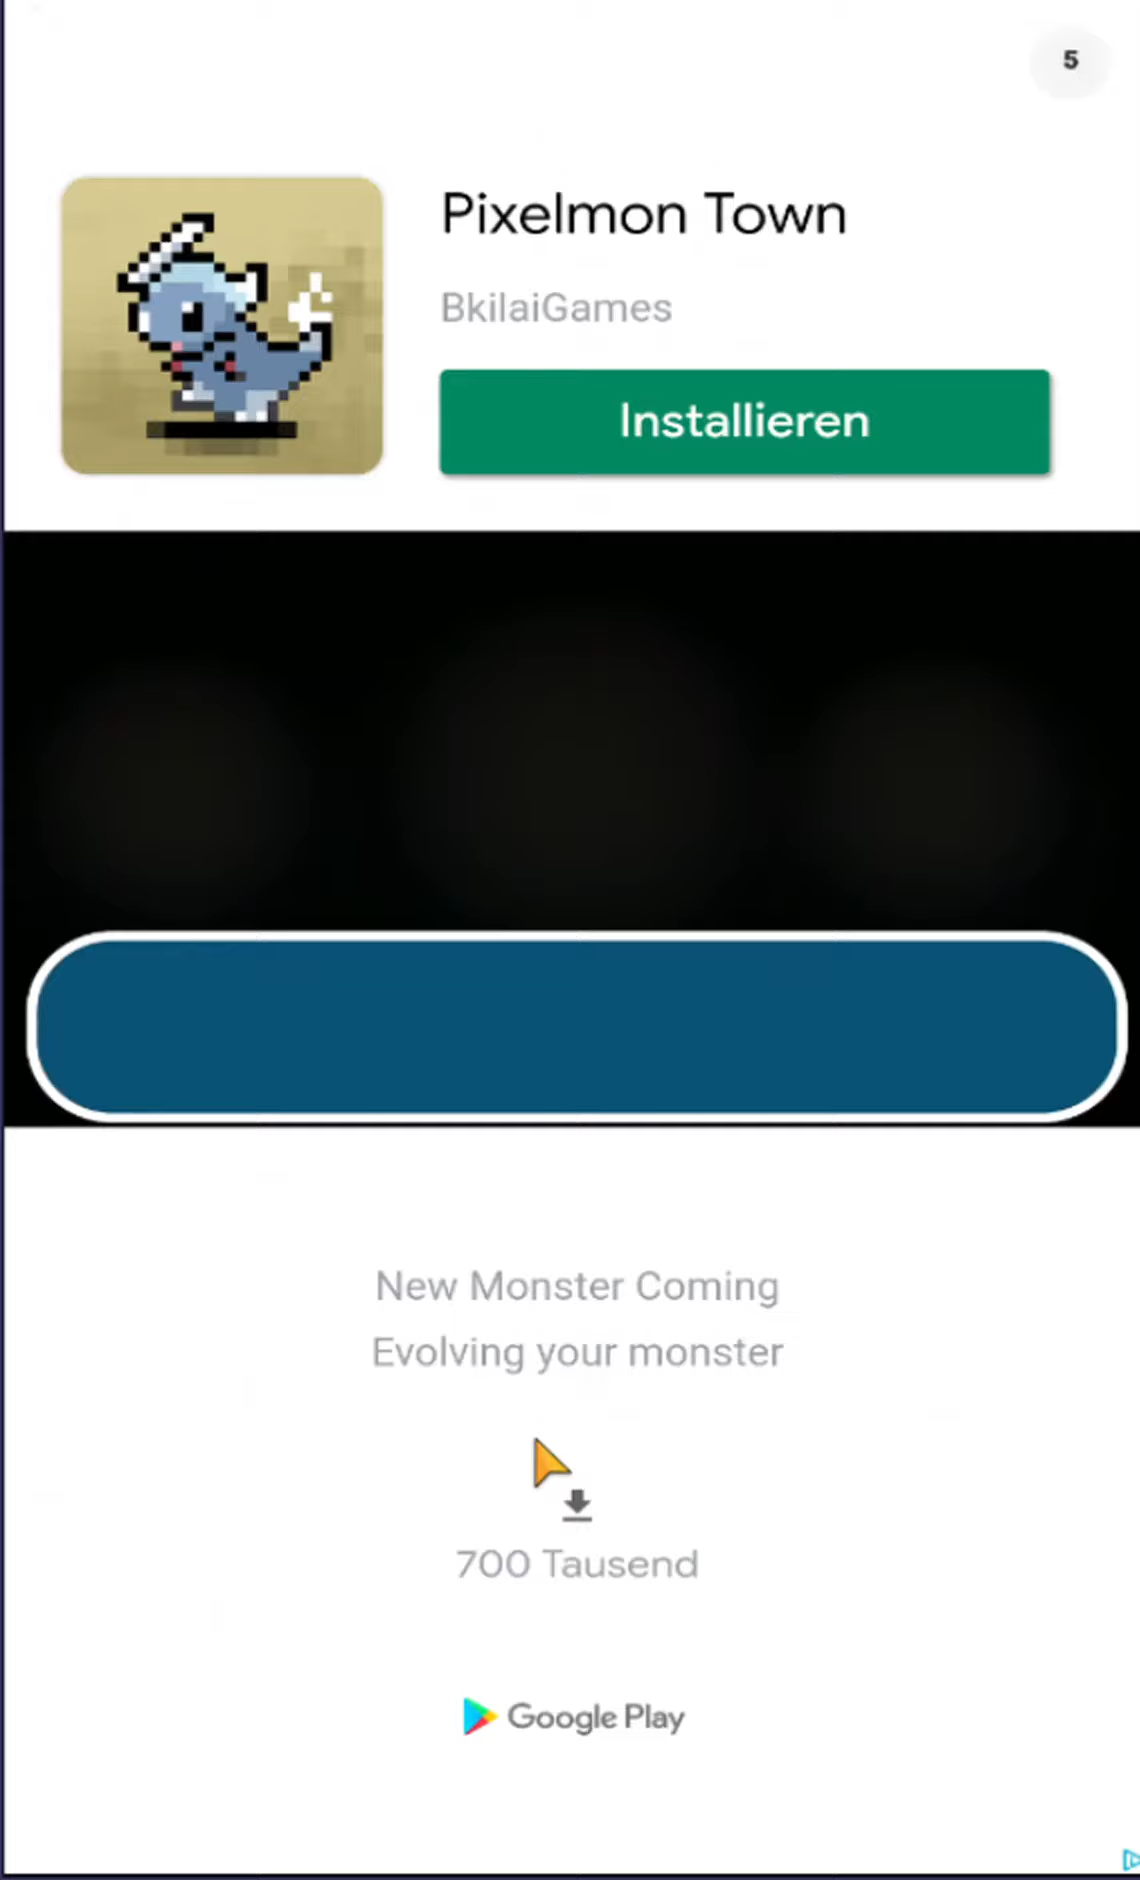 5
Pixelmon Town
BkilaiGames
Installieren
New Monster Coming
Evolving your monster
700 Tausend
Google Play